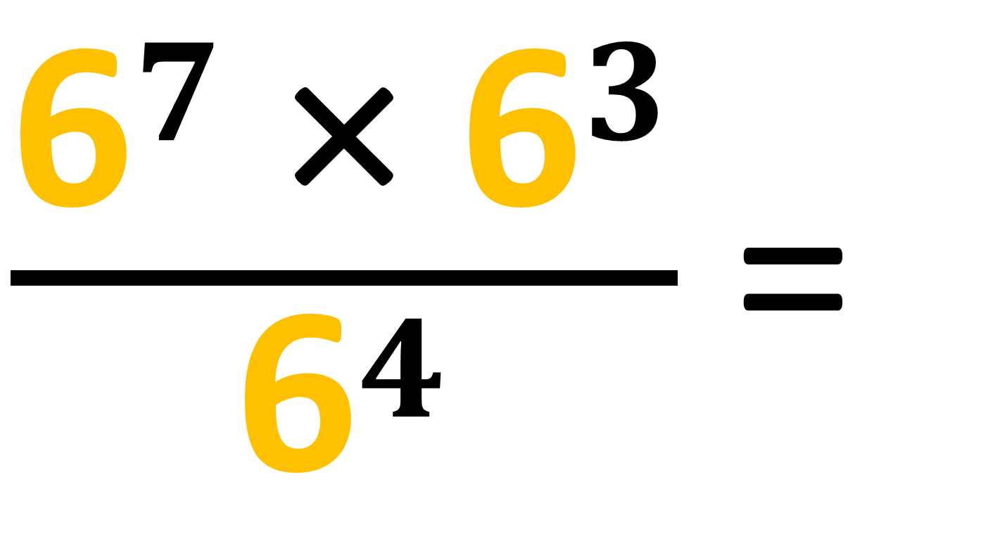 6⁷ × 6³
=
6⁴